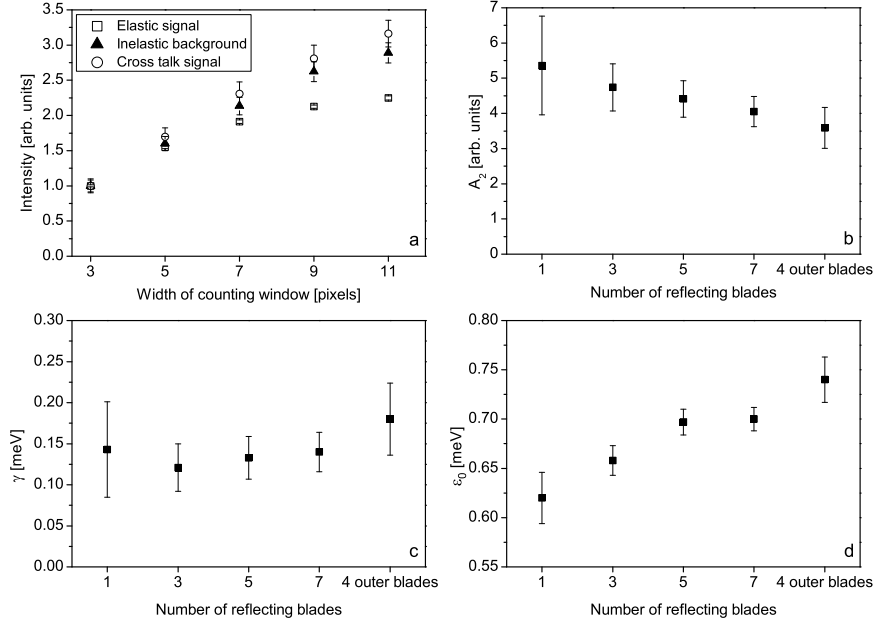 Elastic signal
Inelastic background
Cross talk signal
Intensity [arb. units]
3.5
3.0
2.5
2.0
1.5
1.0
0.5
0.0
3 5 7 9 11
Width of counting window [pixels]
a
A2 [arb. units]
7
6
5
4
3
2
1
0
1 3 5 7 4 outer blades
Number of reflecting blades
b
γ [meV]
0.30
0.25
0.20
0.15
0.10
0.05
0.00
1 3 5 7 4 outer blades
Number of reflecting blades
c
ε0 [meV]
0.80
0.75
0.70
0.65
0.60
0.55
1 3 5 7 4 outer blades
Number of reflecting blades
d